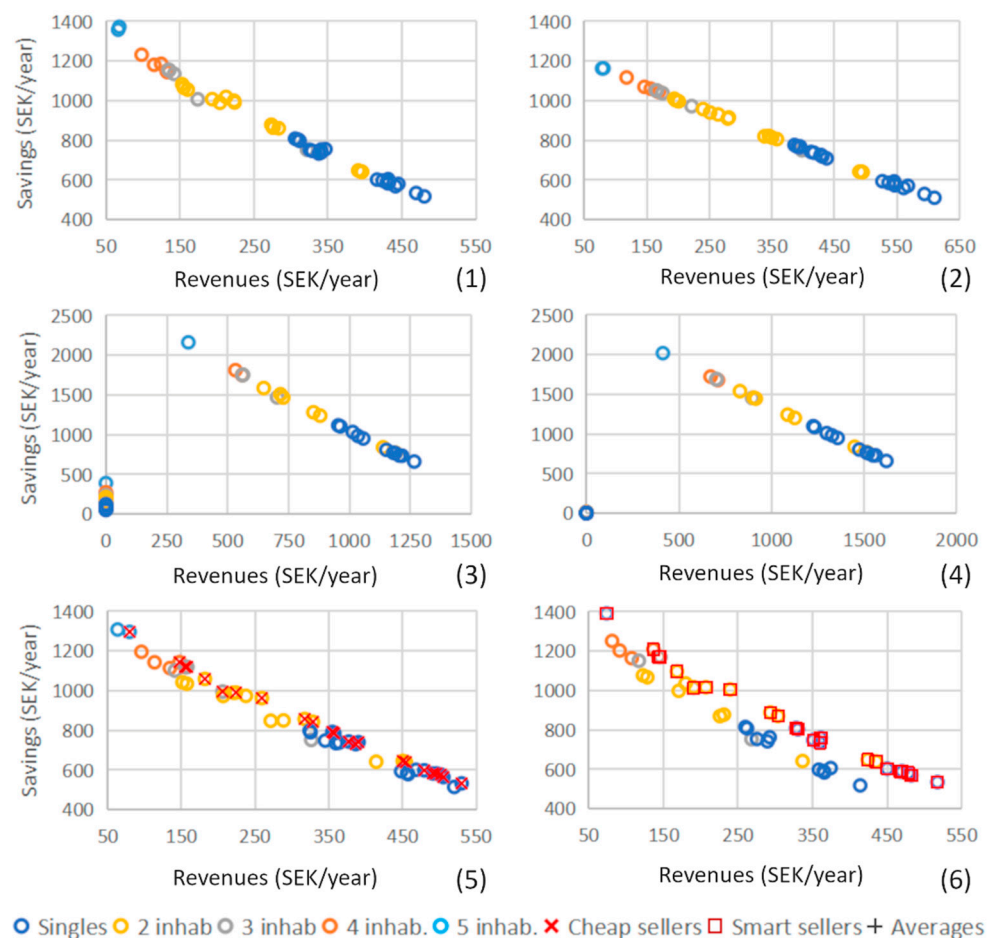 1400 1400
1200 1200
1000 1000
800 800
600 600
400 400
50 150 250 350 450 550 50 150 250 350 450 550 650
Savings (SEK/year)
Revenues (SEK/year) (1) Revenues (SEK/year) (2)
2500 2500
2000 2000
1500 1500
1000 1000
500 500
0 0
0 250 500 750 1000 1250 1500 0 500 1000 1500 2000
Savings (SEK/year)
Revenues (SEK/year) (3) Revenues (SEK/year) (4)
1400 1400
1200 1200
1000 1000
800 800
600 600
400 400
50 150 250 350 450 550 50 150 250 350 450 550
Savings (SEK/year)
Revenues (SEK/year) (5) Revenues (SEK/year) (6)
Singles 2 inhab 3 inhab 4 inhab. 5 inhab. Cheap sellers Smart sellers Averages